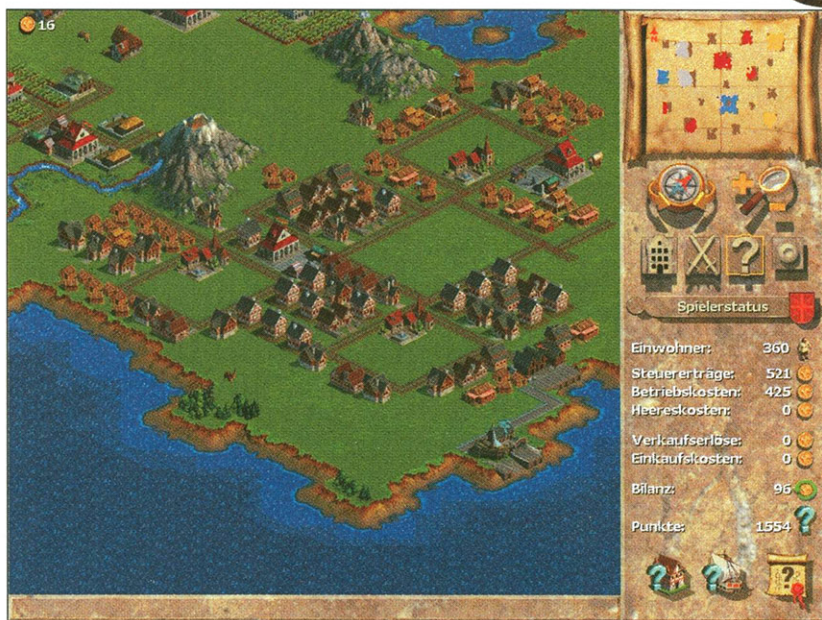 16
N
Spielerstatus
Einwohner: 360
Steuererträge: 521
Betriebskosten: 425
Heereskosten: 0
Verkaufserlöse: 0
Einkaufskosten: 0
Bilanz: 96
Punkte: 1554